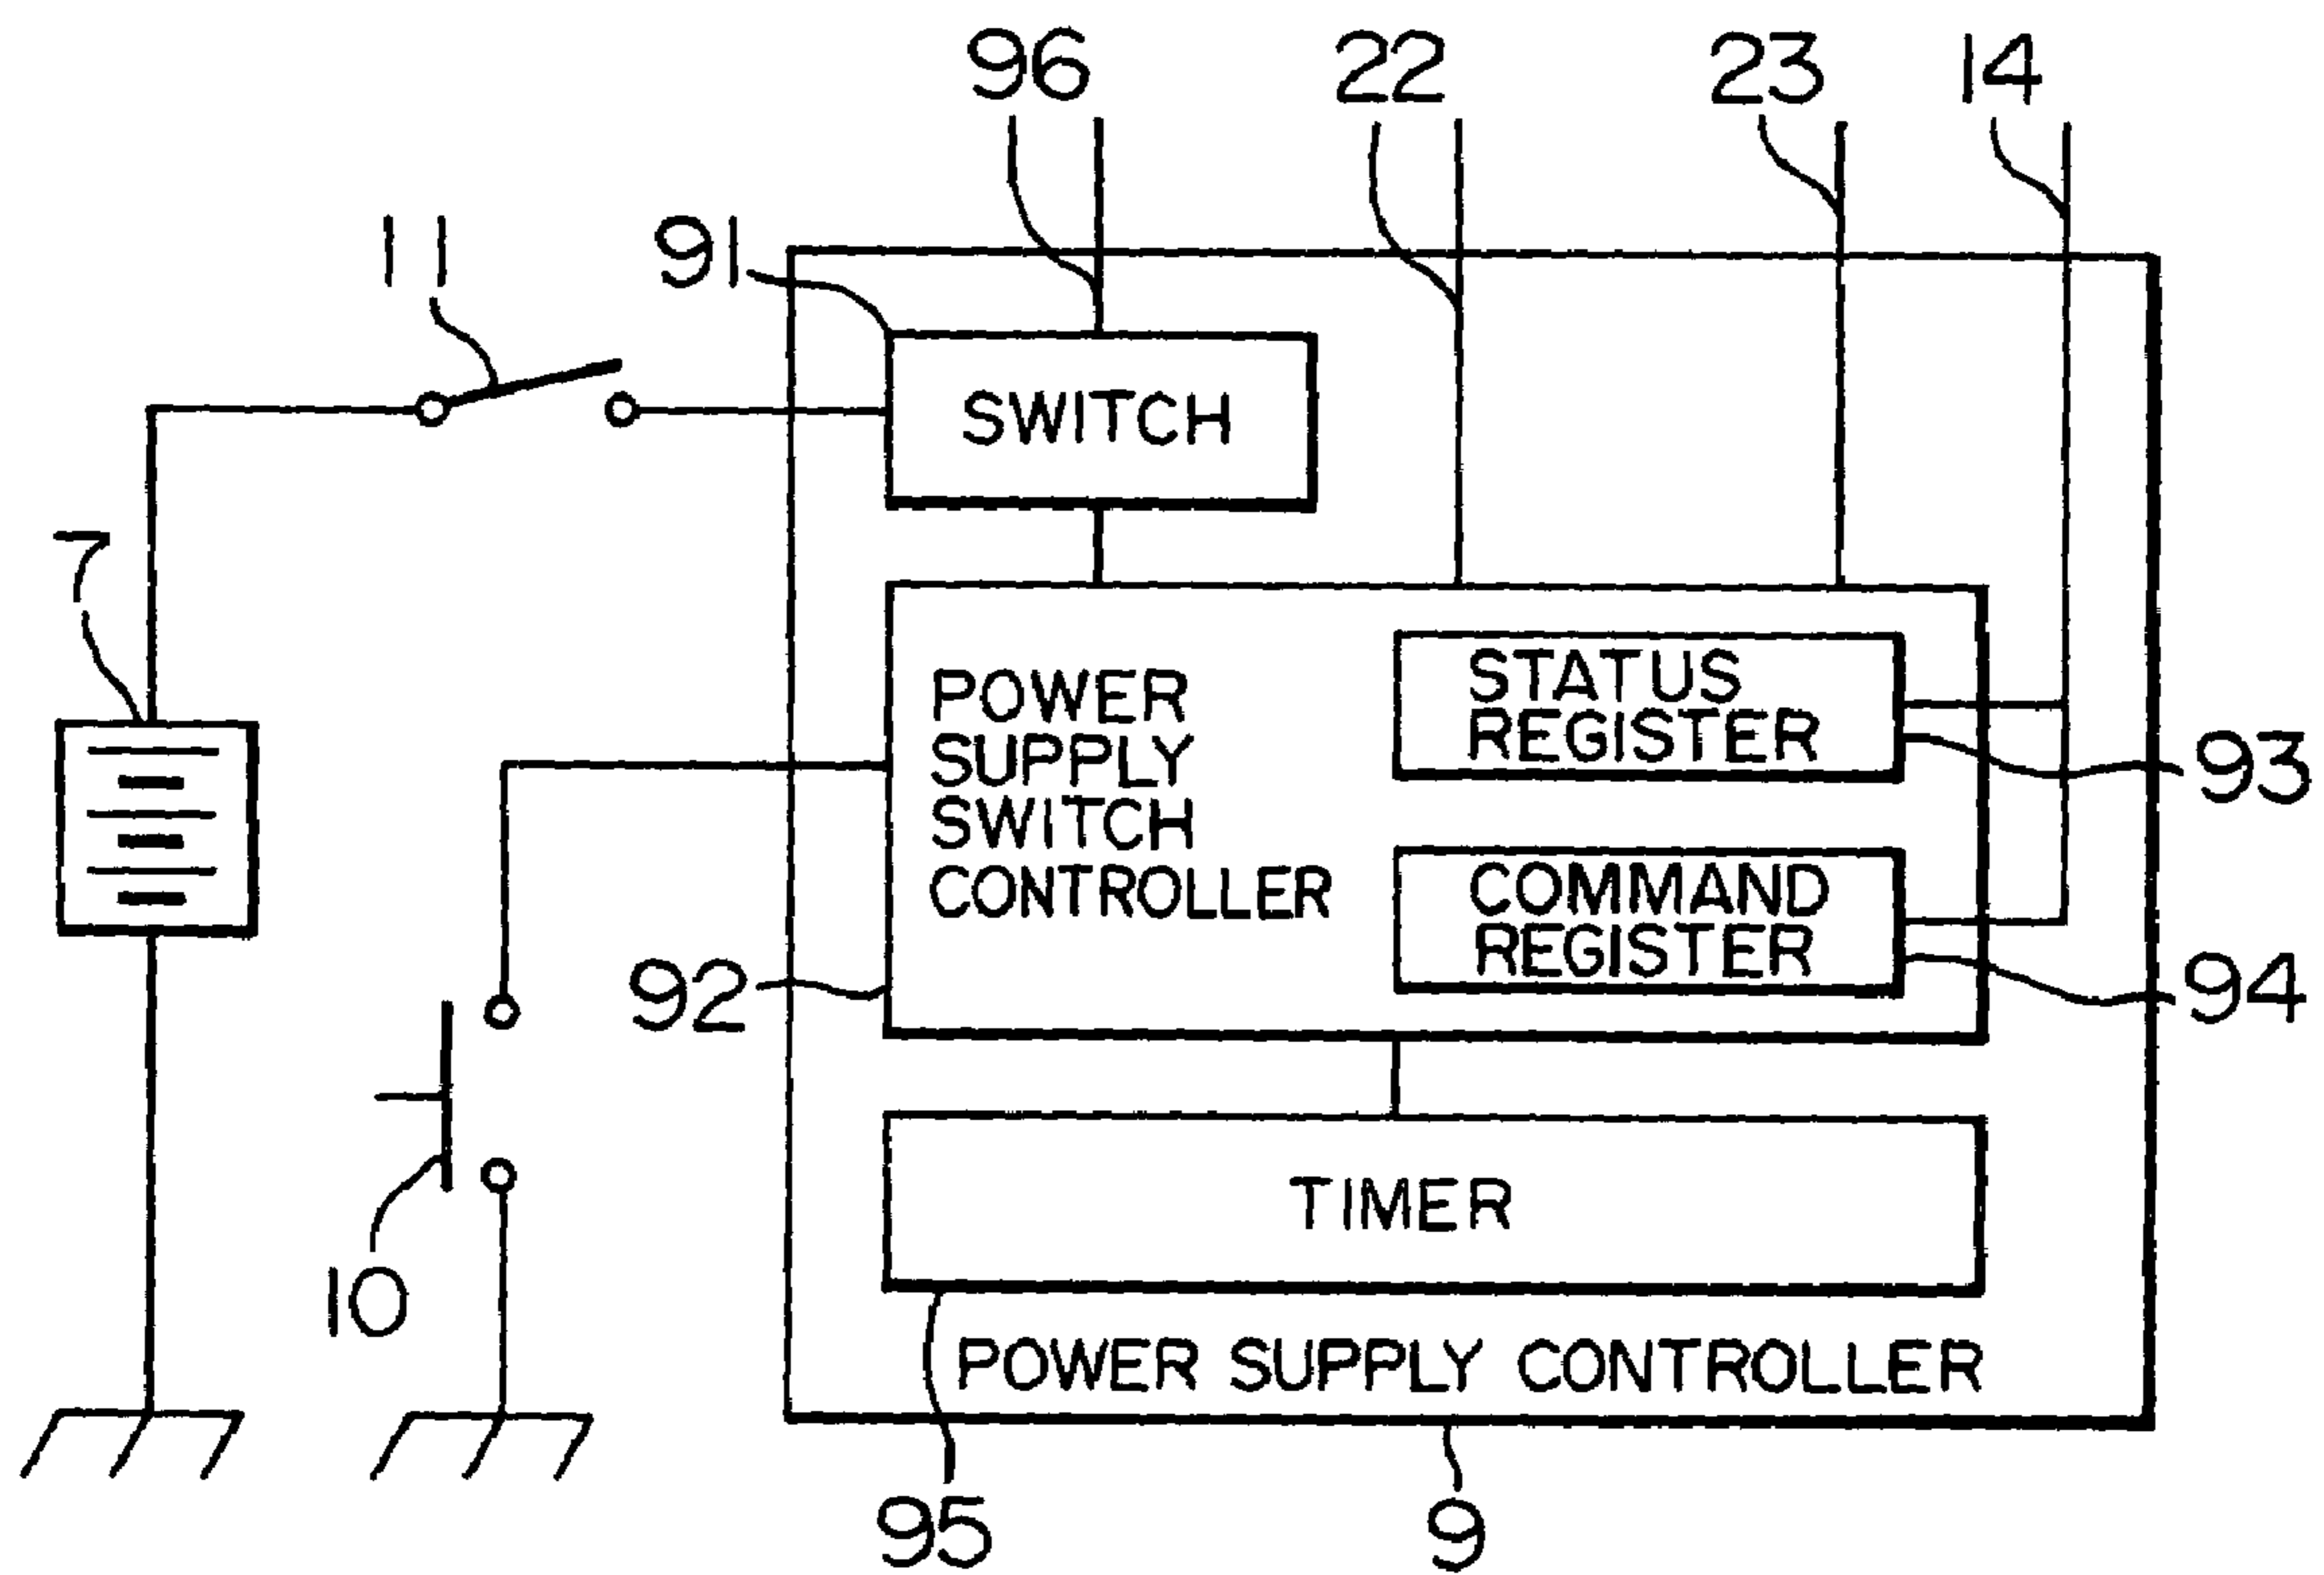 96
22
23
14
11
91
SWITCH
7
POWER
SUPPLY
SWITCH
CONTROLLER
STATUS
REGISTER
93
COMMAND
REGISTER
94
92
TIMER
10
POWER SUPPLY CONTROLLER
95
9